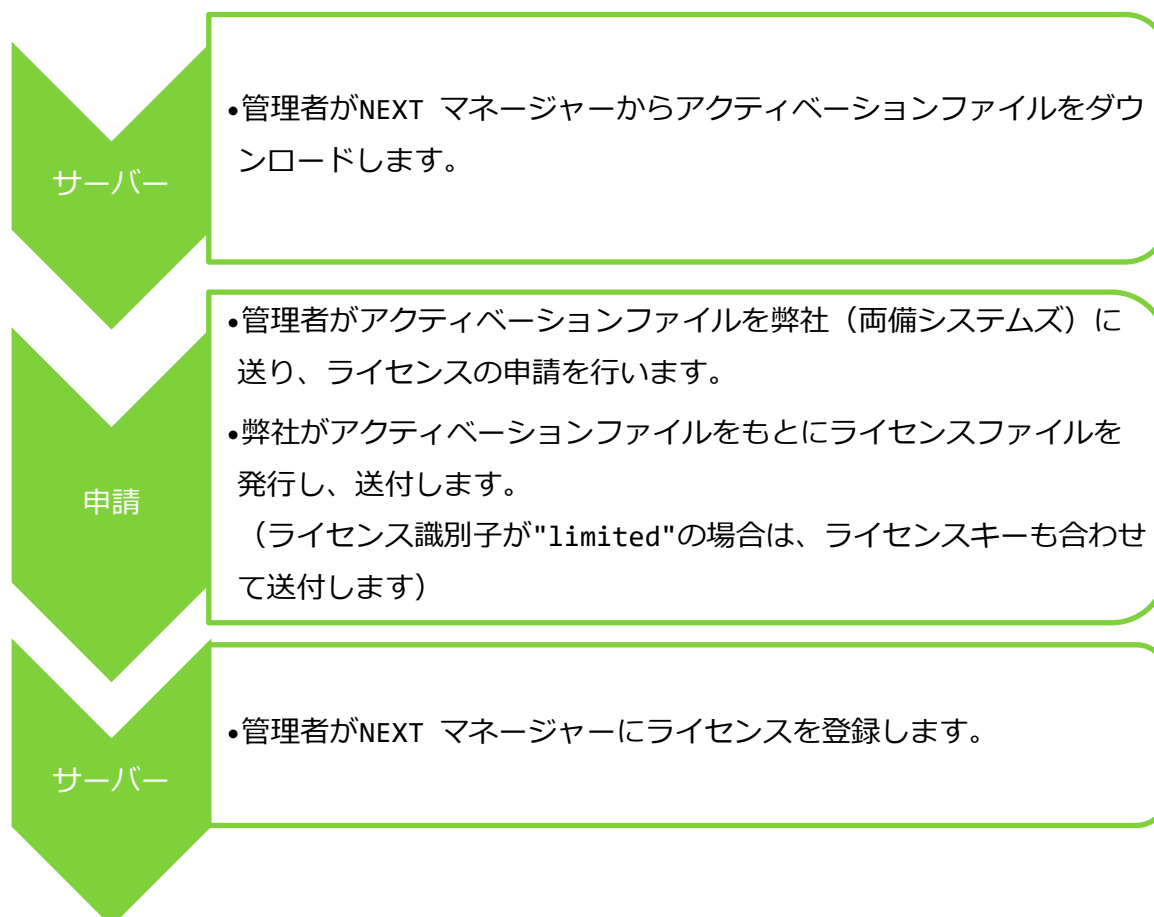 サーバー
•管理者がNEXT マネージャーからアクティベーションファイルをダウ
ンロードします。
申請
•管理者がアクティベーションファイルを弊社（両備システムズ）に
送り、ライセンスの申請を行います。
•弊社がアクティベーションファイルをもとにライセンスファイルを
発行し、送付します。
（ライセンス識別子が"limited"の場合は、ライセンスキーも合わせ
て送付します）
サーバー
•管理者がNEXT マネージャーにライセンスを登録します。